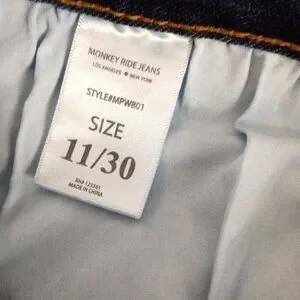 MONKEY RIDE JEANS
LOS ANGELES ◆ NEW YORK
STYLE#MPWB01
SIZE
11/30
MADE IN CHINA